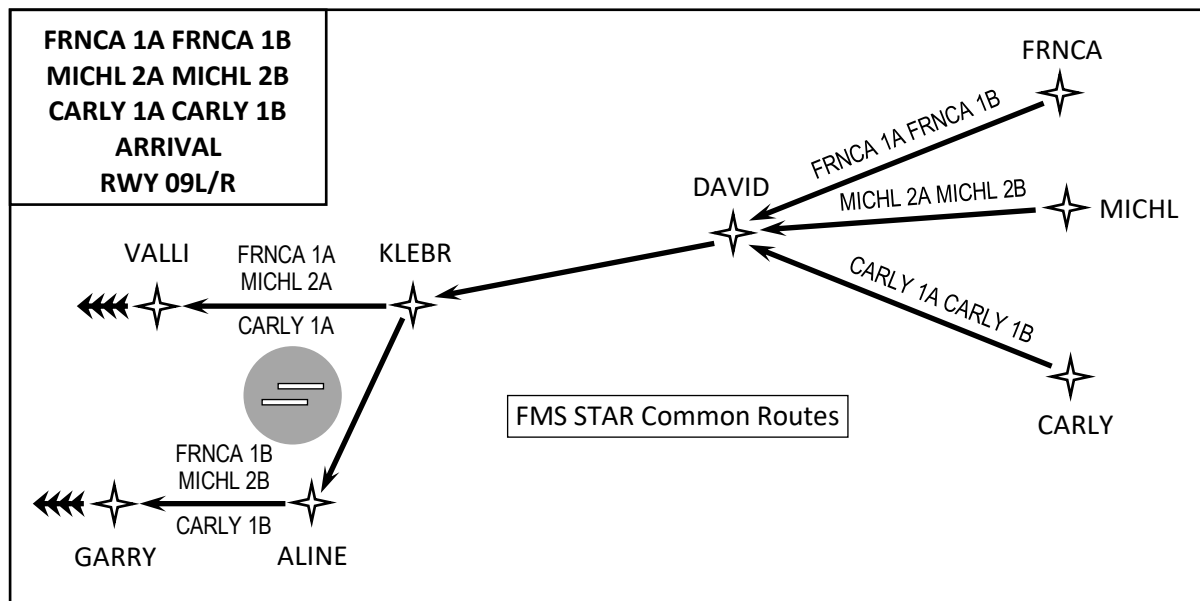 FRNCA 1A FRNCA 1B
MICHL 2A MICHL 2B
CARLY 1A CARLY 1B
ARRIVAL
RWY 09L/R
FRNCA
FRNCA 1A FRNCA 1B
DAVID
MICHL 2A MICHL 2B
MICHL
VALLI
FRNCA 1A
MICHL 2A
KLEBR
CARLY 1A
CARLY 1A CARLY 1B
FMS STAR Common Routes
CARLY
FRNCA 1B
MICHL 2B
CARLY 1B
GARRY
ALINE